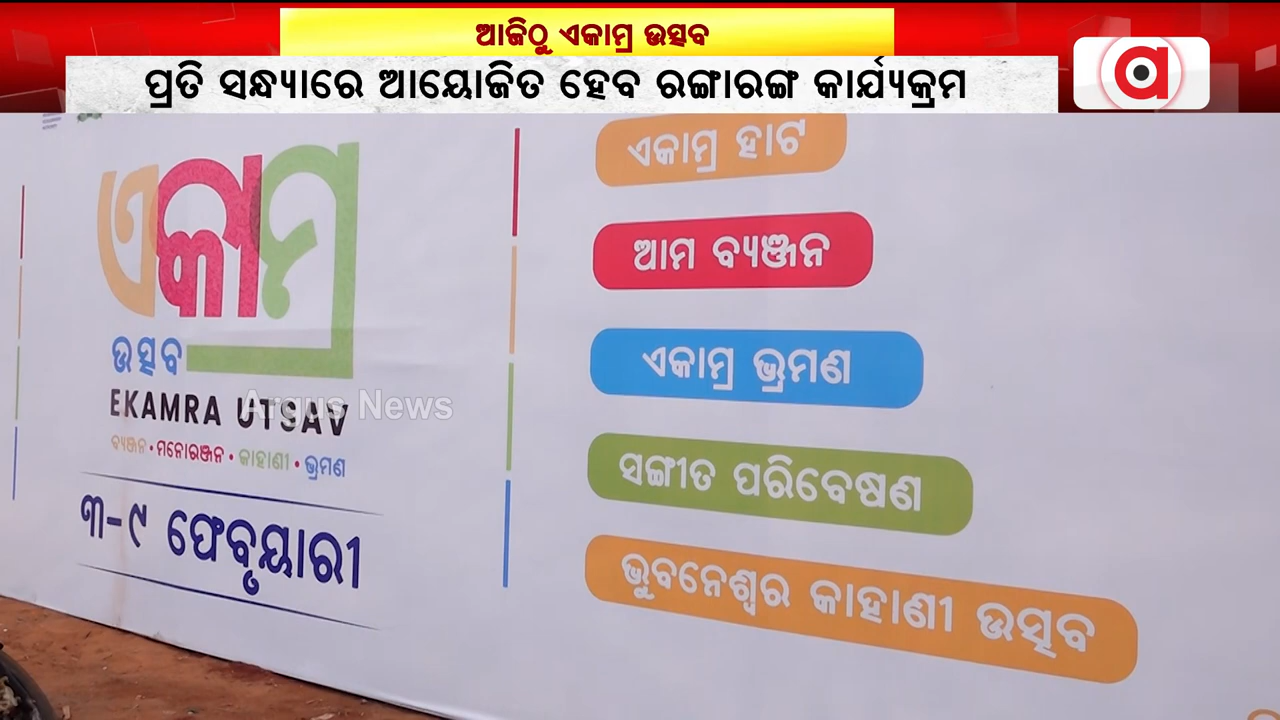 ଆଜିଠୁ ଏକାମ୍ର ଉତ୍ସବ
ପ୍ରତି ସନ୍ଧ୍ୟାରେ ଆୟୋଜିତ ହେବ ରଙ୍ଗାରଙ୍ଗ କାର୍ଯ୍ୟକ୍ରମ
a
ଏକାମ୍ର
ଉତ୍ସବ
EKAMRA UTSAV
Argus News
ବ୍ୟଞ୍ଜନ • ମନୋରଞ୍ଜନ • କାହାଣୀ • ଭ୍ରମଣ
୩-୯ ଫେବୃୟାରୀ
ଏକାମ୍ର ହାଟ
ଆମ ବ୍ୟଞ୍ଜନ
ଏକାମ୍ର ଭ୍ରମଣ
ସଙ୍ଗୀତ ପରିବେଷଣ
ଭୁବନେଶ୍ୱର କାହାଣୀ ଉତ୍ସବ